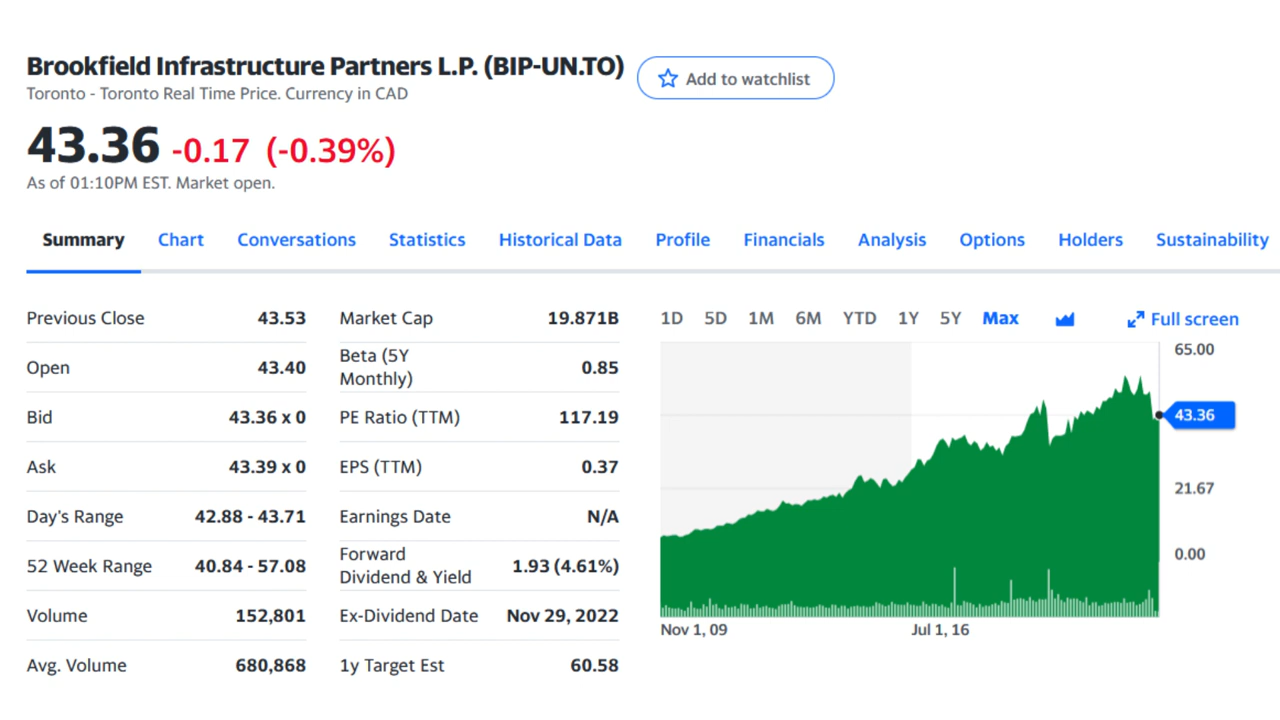 Brookfield Infrastructure Partners L.P. (BIP-UN.TO)
Add to watchlist
Toronto - Toronto Real Time Price. Currency in CAD
43.36 -0.17 (-0.39%)
As of 01:10PM EST. Market open.
Summary Chart Conversations Statistics Historical Data Profile Financials Analysis Options Holders Sustainability
Previous Close 43.53
Open 43.40
Bid 43.36 x 0
Ask 43.39 x 0
Day's Range 42.88 - 43.71
52 Week Range 40.84 - 57.08
Volume 152,801
Avg. Volume 680,868
Market Cap 19.871B
Beta (5Y
Monthly) 0.85
PE Ratio (TTM) 117.19
EPS (TTM) 0.37
Earnings Date N/A
Forward
Dividend & Yield 1.93 (4.61%)
Ex-Dividend Date Nov 29, 2022
1y Target Est 60.58
1D 5D 1M 6M YTD 1Y 5Y Max Full screen
65.00
43.36
21.67
0.00
Nov 1, 09 Jul 1, 16